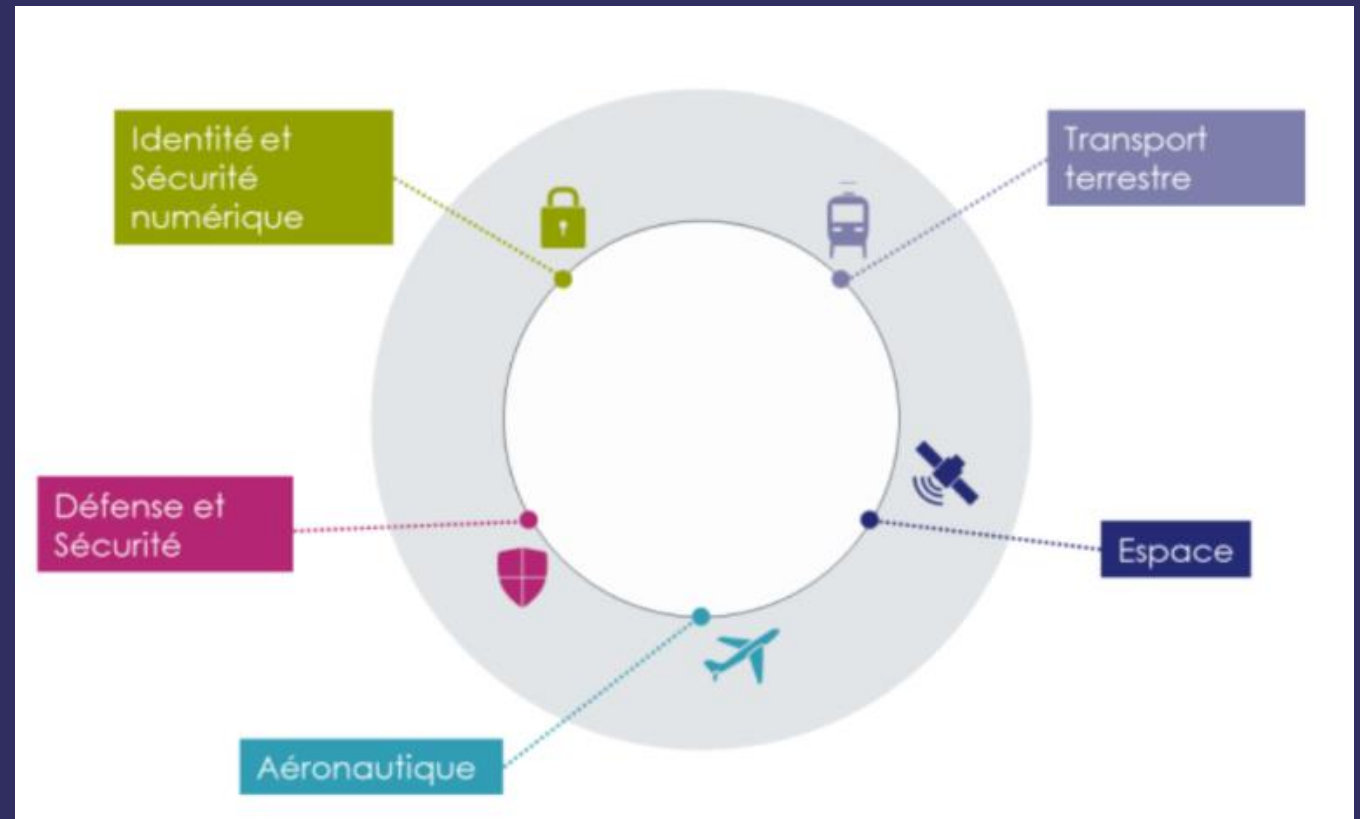 Identité et
Sécurité
numérique
Transport
terrestre
Défense et
Sécurité
Espace
Aéronautique